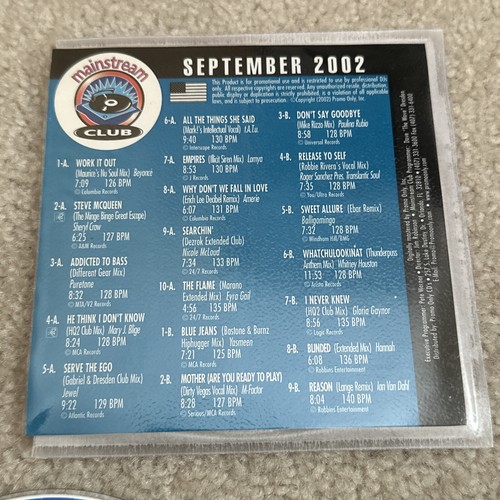 mainstream
CLUB
SEPTEMBER 2002
This Product is for promotional use and is restricted to use by professional DJs
only. All respective copyrights are reserved. Any unauthorized resale, distribution,
public display or duplication is strictly prohibited, is a violation of all applicable
laws, and is subject to prosecution. ©Copyright (2002) Promo Only, Inc.
1-A. WORK IT OUT
(Maurice's Nu Soul Mix) Beyoncé
7:09 126 BPM
© Columbia Records
2-A. STEVE McQUEEN
(The Mange Binge Great Escape)
Sheryl Crow
6:25 127 BPM
© A&M Records
3-A. ADDICTED TO BASS
(Different Gear Mix)
Puretone
8:32 128 BPM
© MTA/V2 Records
4-A. HE THINK I DON'T KNOW
(HQ2 Club Mix) Mary J. Blige
8:24 128 BPM
© MCA Records
5-A. SERVE THE EGO
(Gabriel & Dresden Club Mix)
Jewel
9:22 129 BPM
© Atlantic Records
6-A. ALL THE THINGS SHE SAID
(Mark!'s Intellectual Vocal) t.A.T.u.
9:40 130 BPM
© Interscope Records
7-A. EMPIRES (Illicit Siren Mix) Lamya
8:53 130 BPM
© J Records
8-A. WHY DON'T WE FALL IN LOVE
(Erich Lee Deelibel Remix) Amerie
6:07 131 BPM
© Columbia Records
9-A. SEARCHIN'
(Dezrok Extended Club)
Nicole McLoud
7:34 133 BPM
© 24/7 Records
10-A. THE FLAME (Marano
Extended Mix) Eyra Gail
4:56 135 BPM
© 24/7 Records
1-B. BLUE JEANS (Bastone & Burnz
Hiphugger Mix) Yasmeen
7:21 125 BPM
© MCA Records
2-B. MOTHER (ARE YOU READY TO PLAY)
(Dirty Vegas Vocal Mix) M-Factor
8:28 127 BPM
© Serious/MCA Records
3-B. DON'T SAY GOODBYE
(Mike Rizzo Mix) Paulina Rubio
8:58 128 BPM
© Universal Records
4-B. RELEASE YO SELF
(Robbie Rivera's Vocal Mix)
Roger Sanchez Pres. Translantic Soul
7:35 128 BPM
© Yoo/Ultra Records
5-B. SWEET ALLURE (Ebor Remix)
Balligomingo
7:32 128 BPM
© Windham Hill/BMG
6-B. WHATCHULOOKINAT (Thunderpuss
Anthem Mix) Whitney Houston
11:53 128 BPM
© Arista Records
7-B. I NEVER KNEW
(HQ2 Club Mix) Gloria Gaynor
8:56 135 BPM
© Logic Records
8-B. BLINDED (Extended Mix) Hannah
6:08 136 BPM
© Robbins Entertainment
9-B. REASON (Lange Remix) Ian Van Dahl
8:04 140 BPM
© Robbins Entertainment